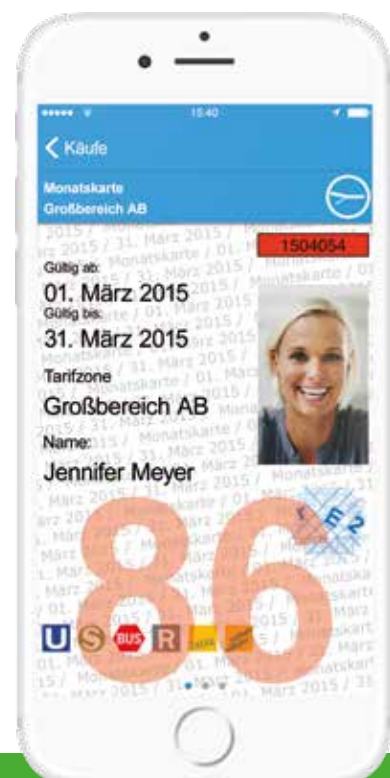 15:40
Käufe
Monatskarte
Großbereich AB
1504054
Gültig ab:
01. März 2015
Gültig bis:
31. März 2015
Tarifzone
Großbereich AB
Name:
Jennifer Meyer
E 2
86
U S BUS R